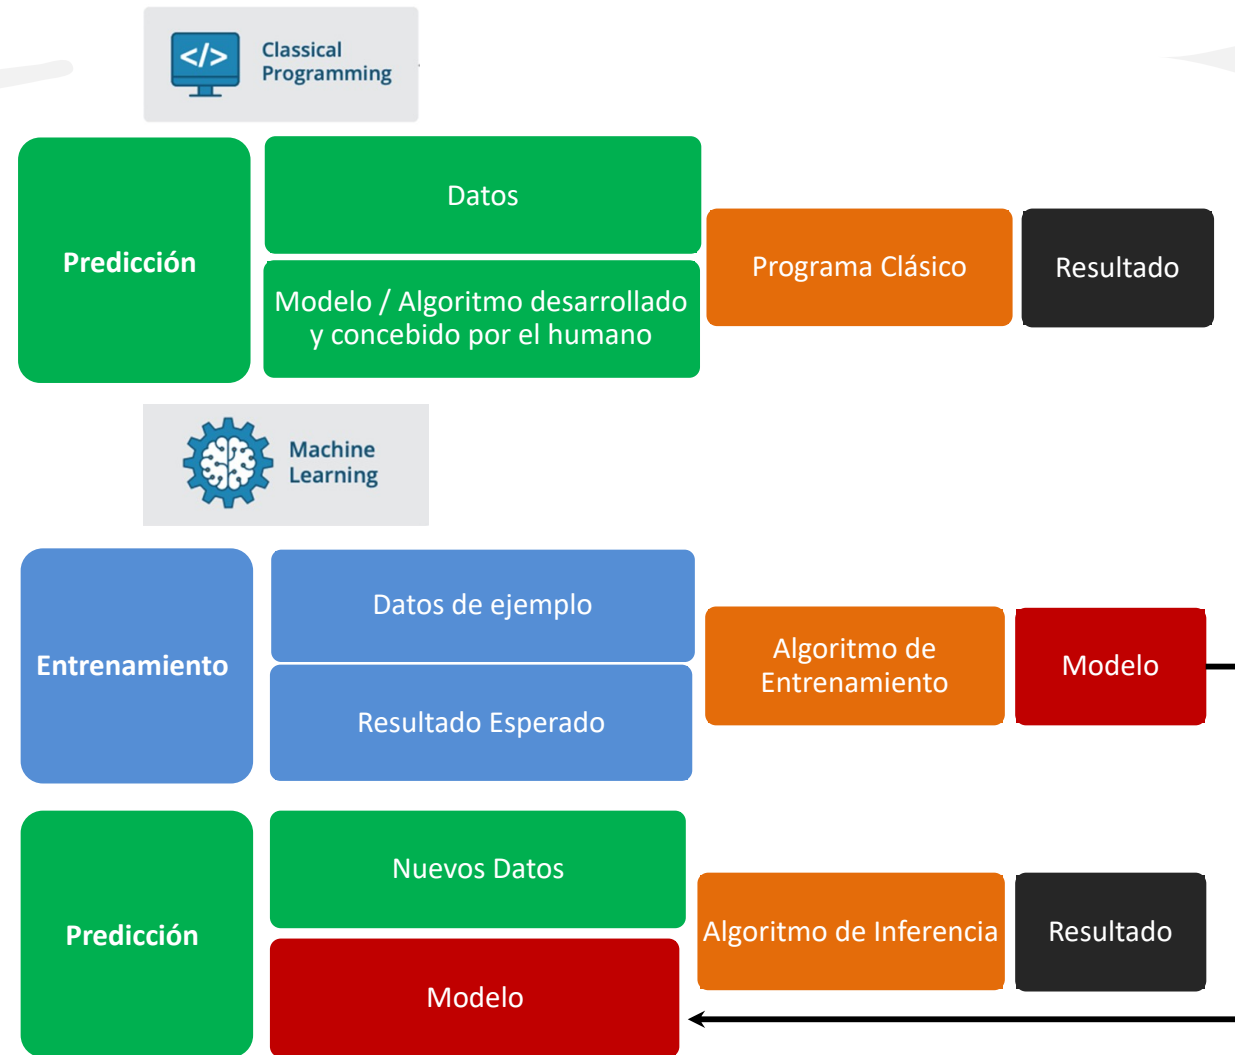 </>
Classical
Programming
Predicción
Datos
Modelo / Algoritmo desarrollado
y concebido por el humano
Programa Clásico
Resultado
Machine
Learning
Entrenamiento
Datos de ejemplo
Resultado Esperado
Algoritmo de
Entrenamiento
Modelo
Predicción
Nuevos Datos
Modelo
Algoritmo de Inferencia
Resultado